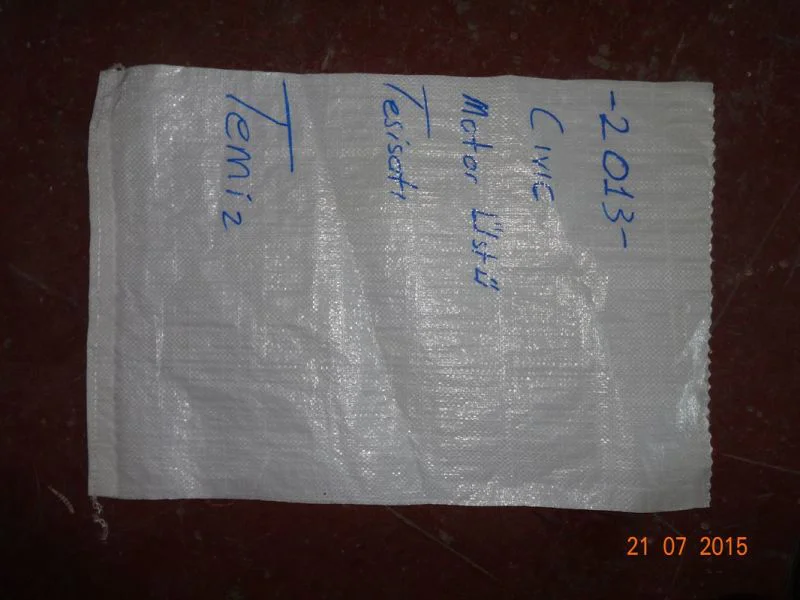 -2013-
Civic
Motor Üstü
Tesisatı
Temiz
21 07 2015